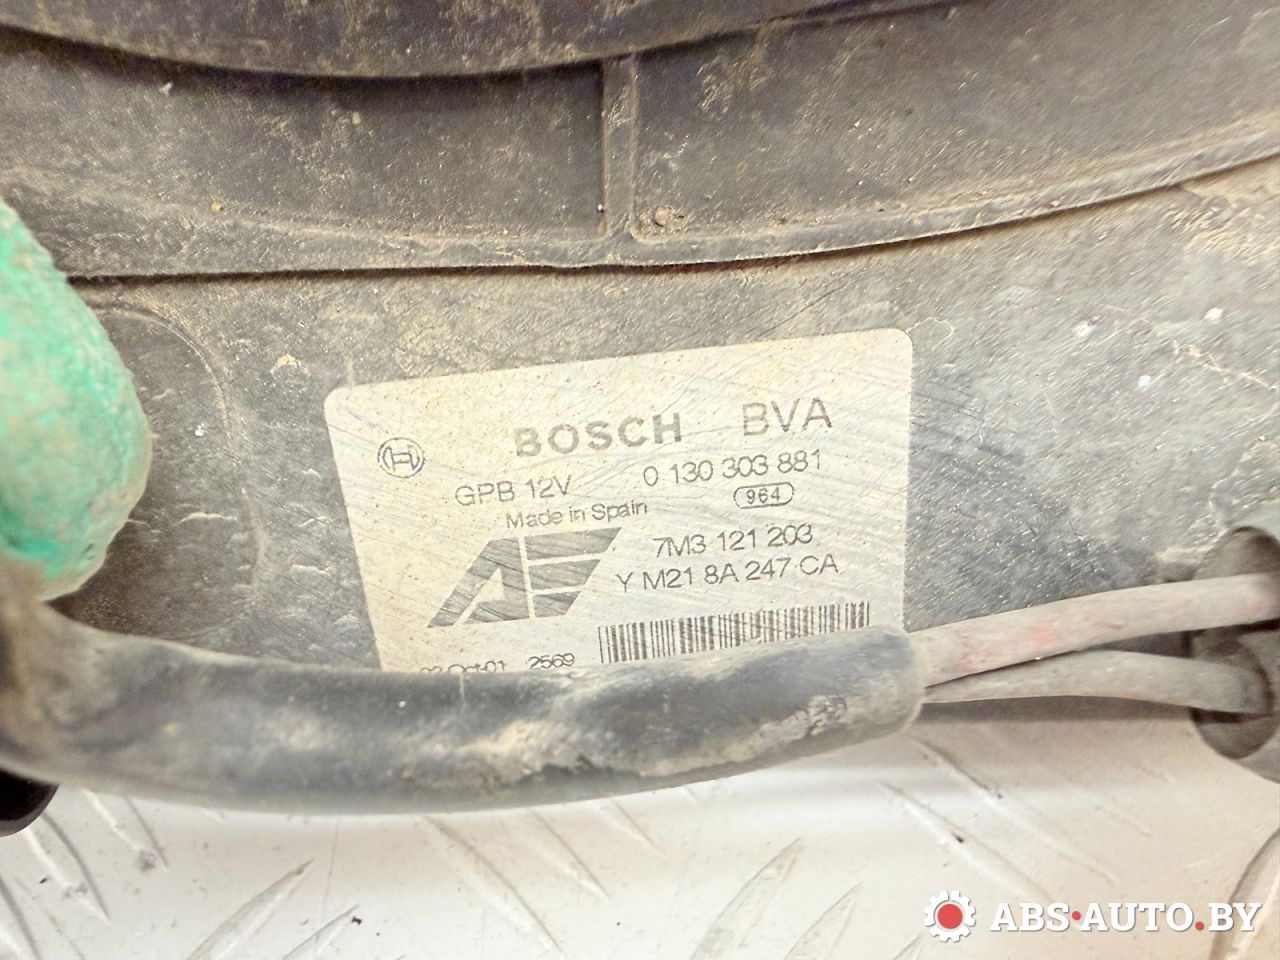 BOSCH BVA
GPB 12V 0 130 303 881
Made in Spain 964
7M3 121 203
Y M21 8A 247 CA
2569
ABS-AUTO.BY